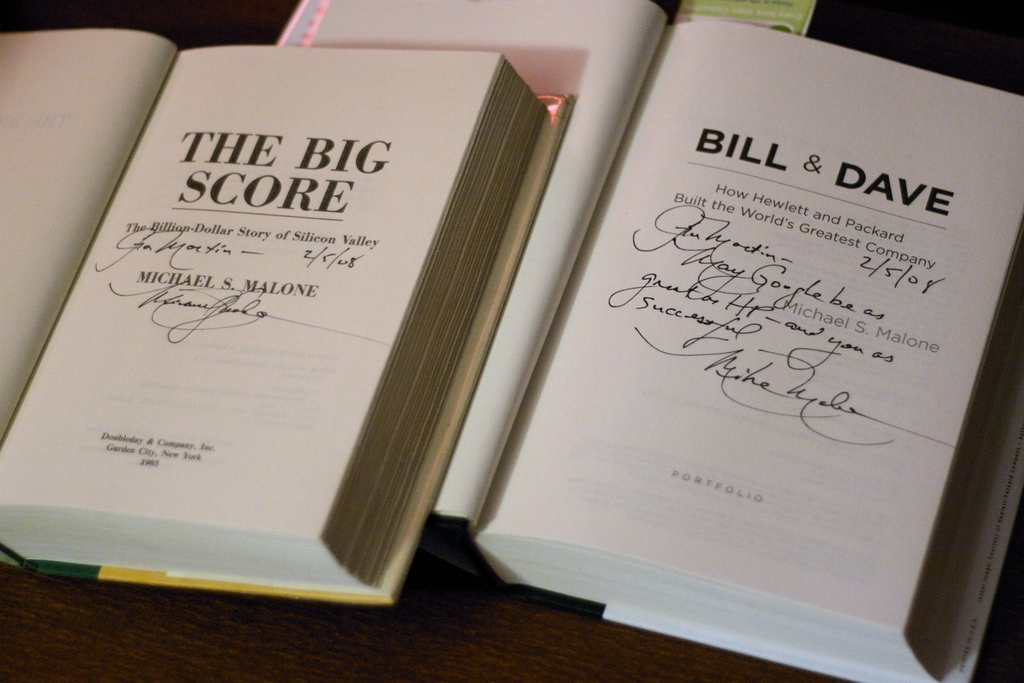 THE BIG
SCORE
The Billion-Dollar Story of Silicon Valley
For Martin – 2/5/08
MICHAEL S. MALONE
Doubleday & Company, Inc.
Garden City, New York
1985
BILL & DAVE
How Hewlett and Packard
Built the World's Greatest Company
For Martin – 2/5/08
May Google be as
great as HP – and you as
Michael S. Malone
successful –
Mike Malone
PORTFOLIO